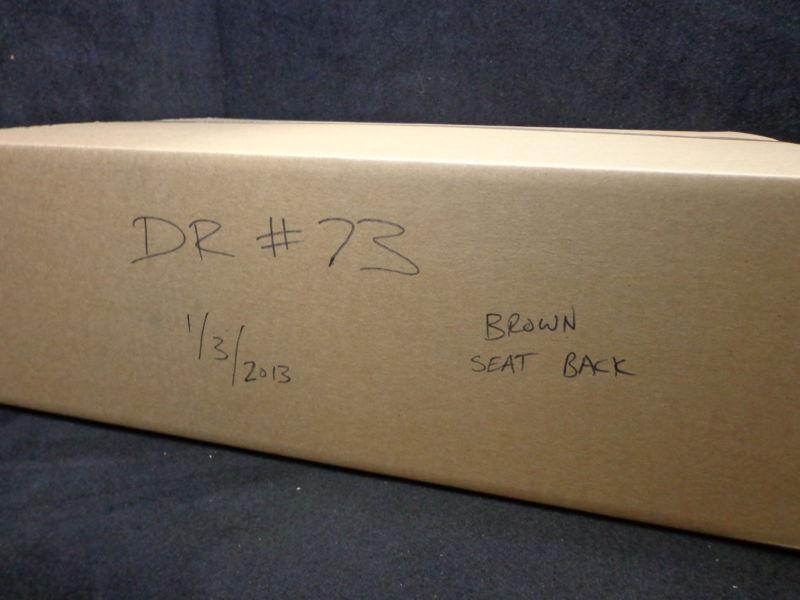 DR #73
1/3/2013
BROWN
SEAT BACK